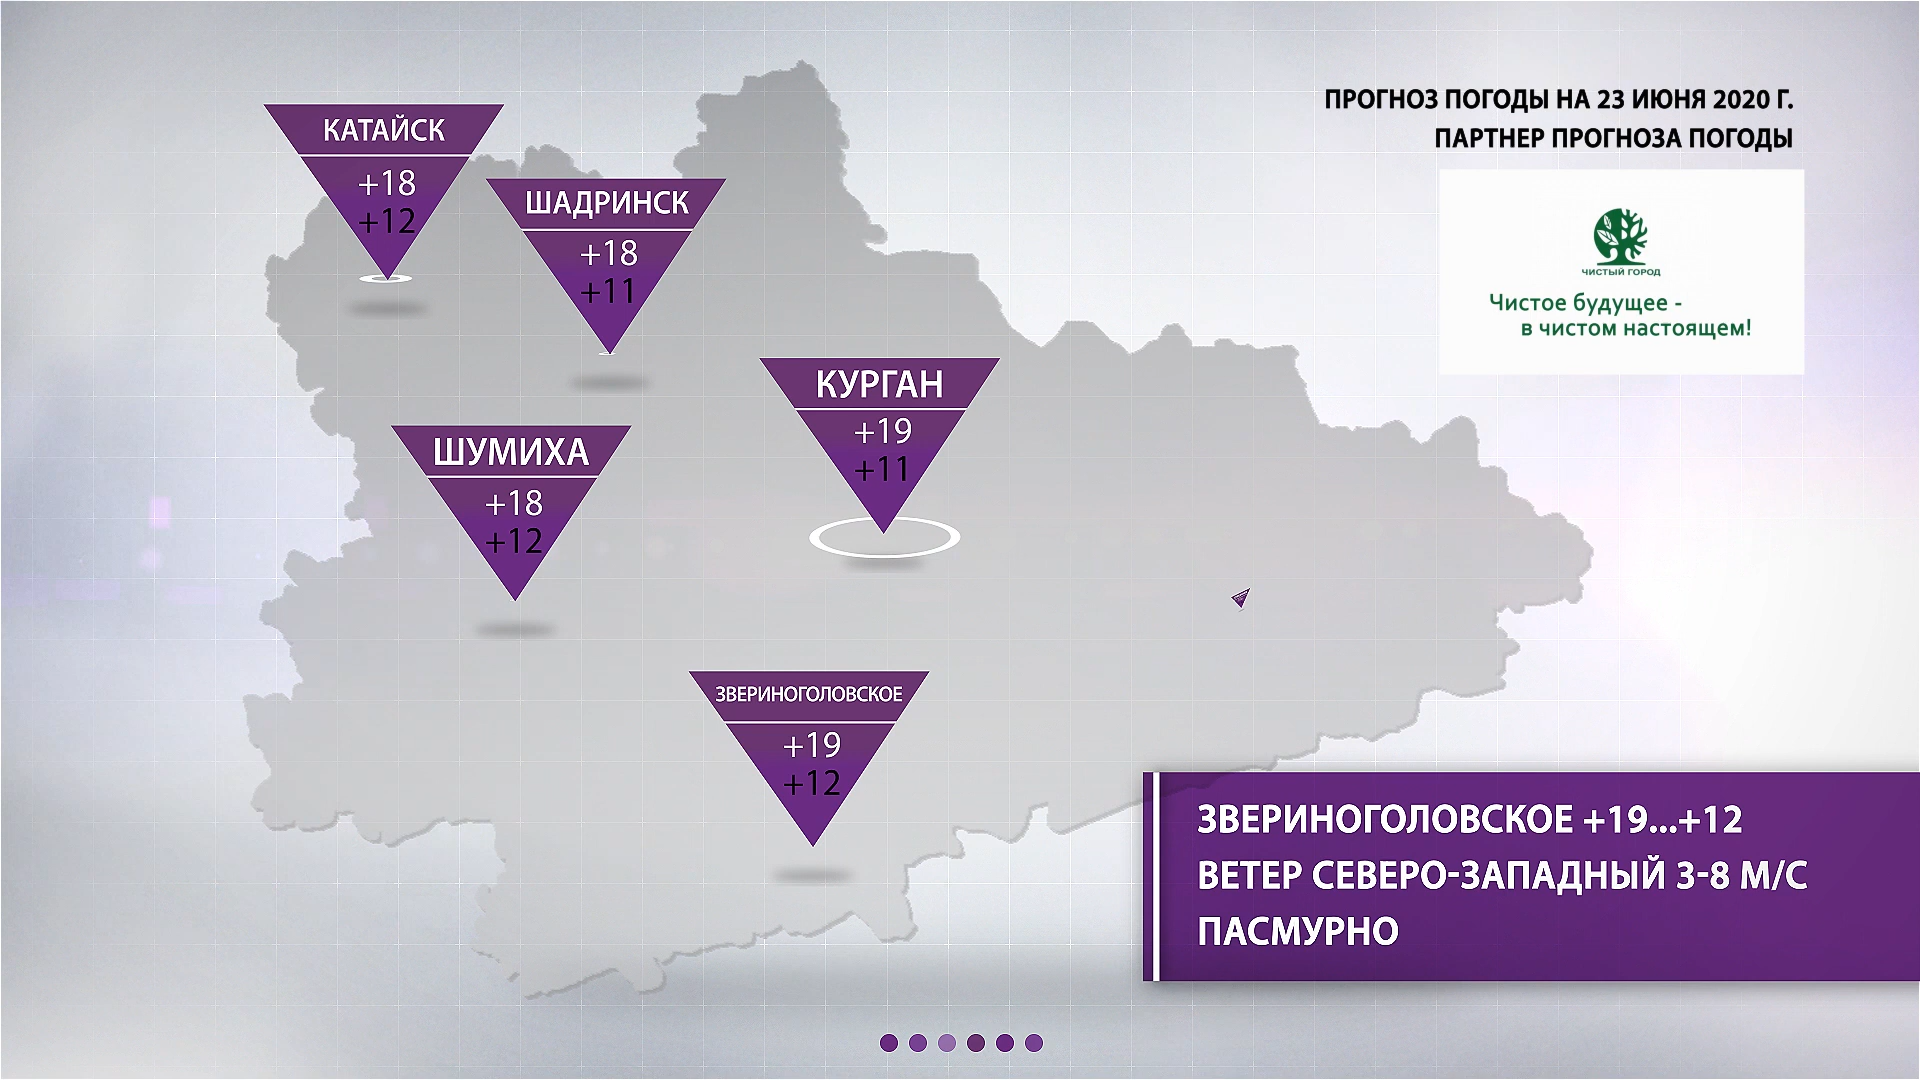 ПРОГНОЗ ПОГОДЫ НА 23 ИЮНЯ 2020 Г.
ПАРТНЕР ПРОГНОЗА ПОГОДЫ
ЧИСТЫЙ ГОРОД
Чистое будущее -
в чистом настоящем!
КАТАЙСК
+18
+12
ШАДРИНСК
+18
+11
КУРГАН
+19
+11
ШУМИХА
+18
+12
ЗВЕРИНОГОЛОВСКОЕ
+19
+12
ЗВЕРИНОГОЛОВСКОЕ +19...+12
ВЕТЕР СЕВЕРО-ЗАПАДНЫЙ 3-8 М/С
ПАСМУРНО